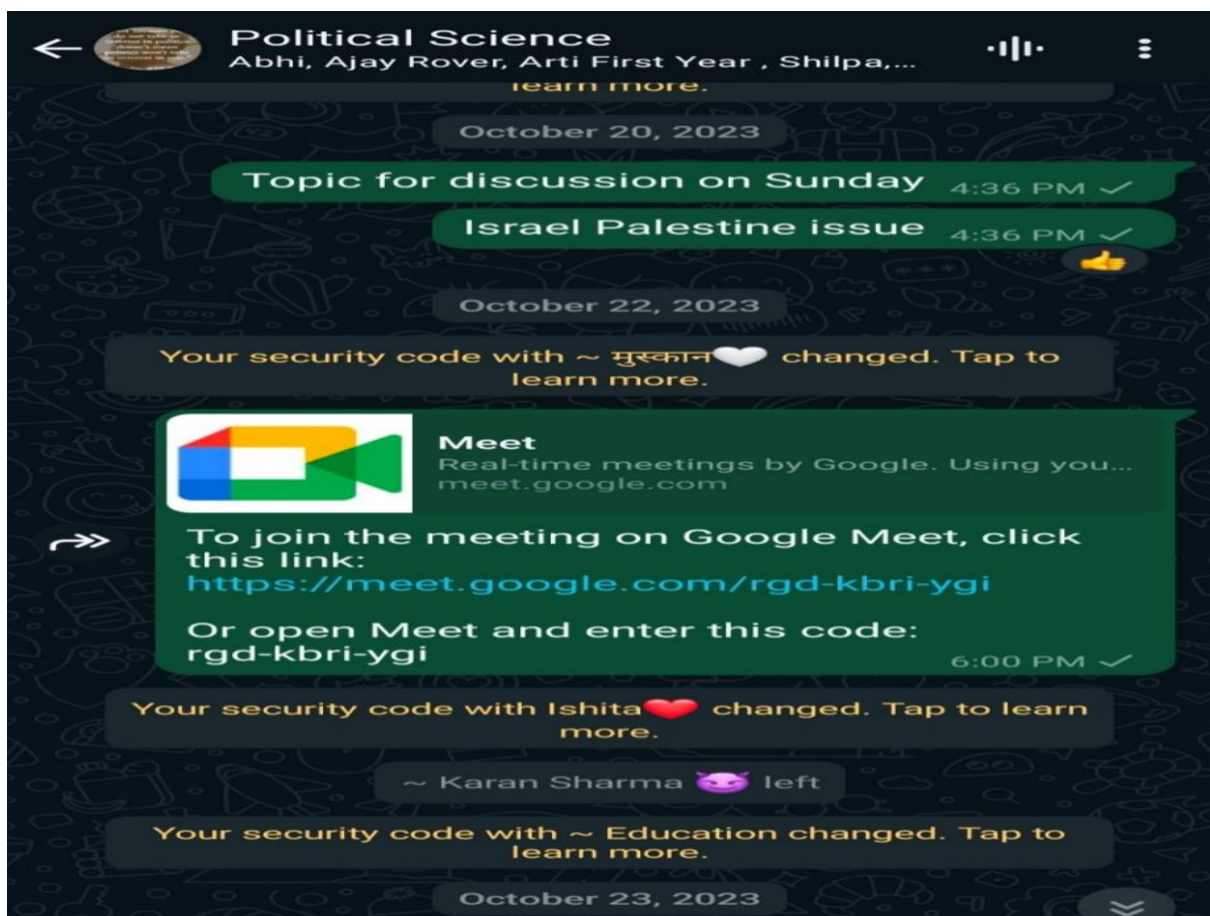 Political Science
Abhi, Ajay Rover, Arti First Year , Shilpa,...
learn more.
October 20, 2023
Topic for discussion on Sunday 4:36 PM
Israel Palestine issue 4:36 PM
October 22, 2023
Your security code with ~ मुस्कान🤍 changed. Tap to
learn more.
Meet
Real-time meetings by Google. Using you...
meet.google.com
To join the meeting on Google Meet, click
this link:
https://meet.google.com/rgd-kbri-ygi
Or open Meet and enter this code:
rgd-kbri-ygi
6:00 PM
Your security code with Ishita❤️ changed. Tap to learn
more.
~ Karan Sharma 😈 left
Your security code with ~ Education changed. Tap to
learn more.
October 23, 2023